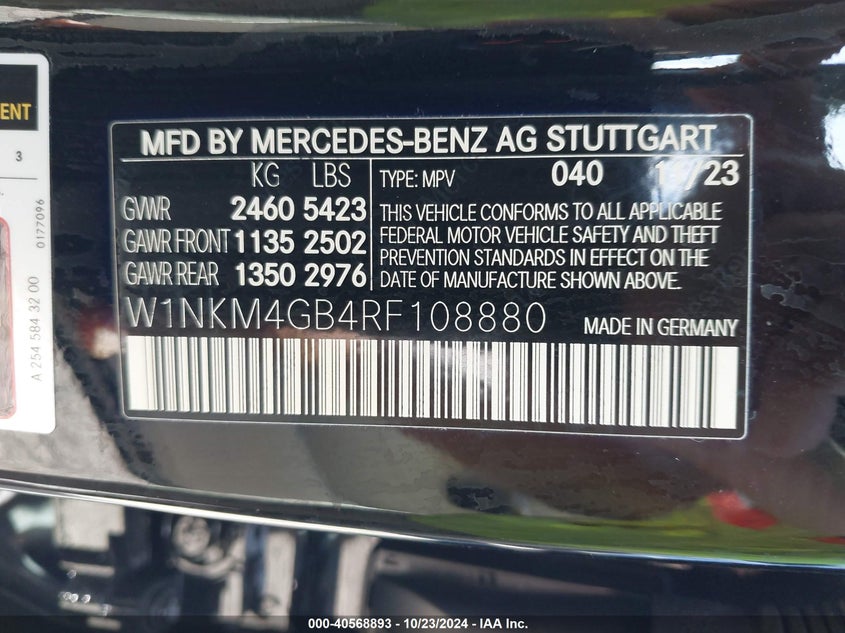 ENT
3
0177096
A 254 584 32 00
MFD BY MERCEDES-BENZ AG STUTTGART
KG LBS
TYPE: MPV 040
GVWR 2460 5423
GAWR FRONT 1135 2502
GAWR REAR 1350 2976
THIS VEHICLE CONFORMS TO ALL APPLICABLE
FEDERAL MOTOR VEHICLE SAFETY AND THEFT
PREVENTION STANDARDS IN EFFECT ON THE
DATE OF MANUFACTURE SHOWN ABOVE.
W1NKM4GB4RF108880
MADE IN GERMANY
000-40568893 - 10/23/2024 - IAA Inc.